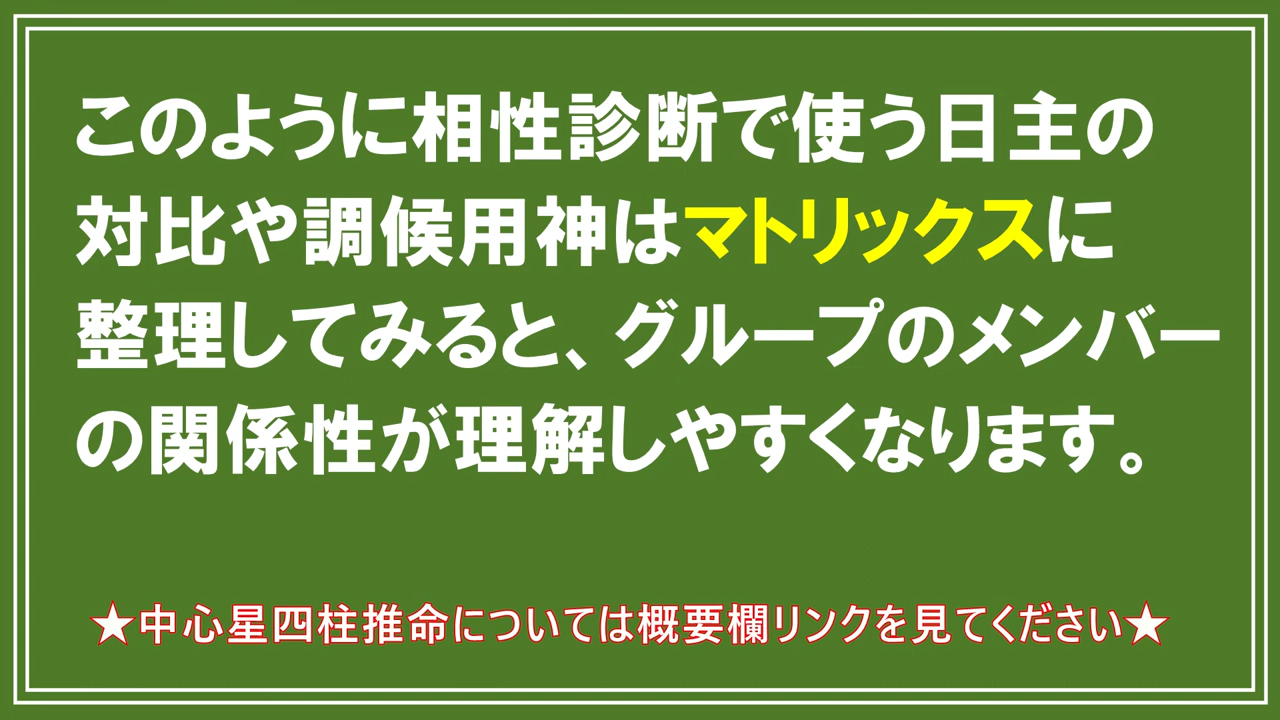 このように相性診断で使う日主の
対比や調候用神はマトリックスに
整理してみると、グループのメンバー
の関係性が理解しやすくなります。
★中心星四柱推命については概要欄リンクを見てください★